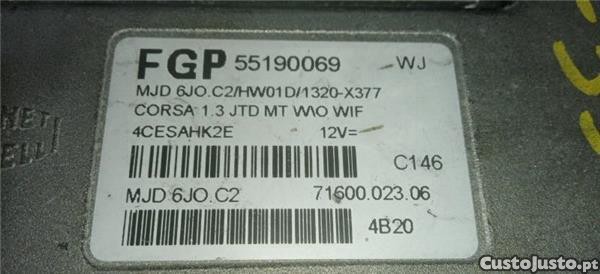 FGP 55190069 WJ
MJD 6JO.C2/HW01D/1320-X377
CORSA 1.3 JTD MT W\O WIF
4CESAHK2E 12V=
C146
MJD 6JO.C2 71600.023.06
4B20
CustoJusto.pt